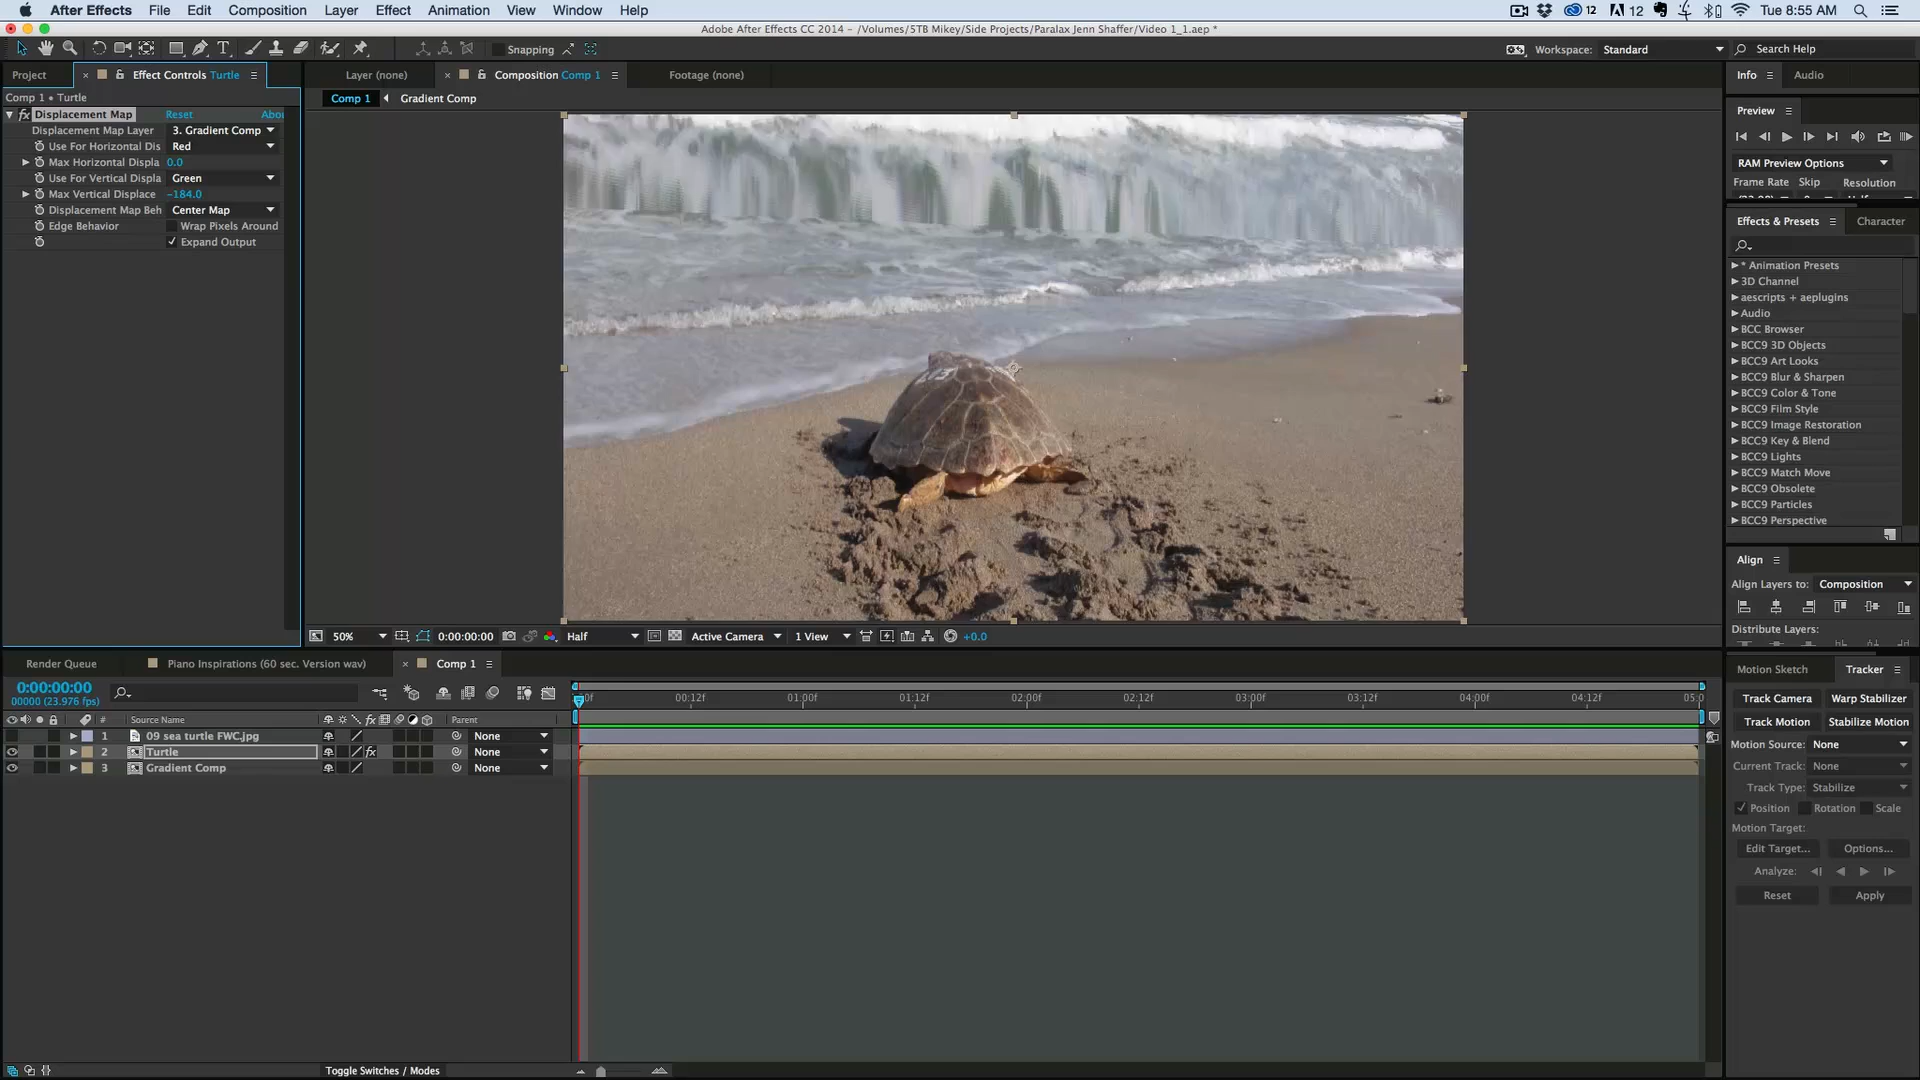 After Effects File Edit Composition Layer Effect Animation View Window Help 12 12 Tue 8:55 AM
Adobe After Effects CC 2014 – /Volumes/5TB Mikey/Side Projects/Paralax Jenn Shaffer/Video 1_1.aep *
Snapping Workspace: Standard Search Help
Project Effect Controls Turtle Layer (none) Composition Comp 1 Footage (none) Info Audio
Comp 1 • Turtle Comp 1 Gradient Comp
fx Displacement Map Reset Abou
Displacement Map Layer 3. Gradient Comp
Use For Horizontal Dis Red
Max Horizontal Displa 0.0
Use For Vertical Displa Green
Max Vertical Displace -184.0
Displacement Map Beh Center Map
Edge Behavior Wrap Pixels Around
Expand Output
Preview
RAM Preview Options
Frame Rate Skip Resolution
Effects & Presets Character
* Animation Presets
3D Channel
aescripts + aeplugins
Audio
BCC Browser
BCC9 3D Objects
BCC9 Art Looks
BCC9 Blur & Sharpen
BCC9 Color & Tone
BCC9 Film Style
BCC9 Image Restoration
BCC9 Key & Blend
BCC9 Lights
BCC9 Match Move
BCC9 Obsolete
BCC9 Particles
BCC9 Perspective
Align
Align Layers to: Composition
Distribute Layers:
50% 0:00:00:00 Half Active Camera 1 View +0.0
Render Queue Piano Inspirations (60 sec. Version wav) Comp 1
0:00:00:00
00000 (23.976 fps)
0f 00:12f 01:00f 01:12f 02:00f 02:12f 03:00f 03:12f 04:00f 04:12f 05:0
# Source Name fx Parent
1 09 sea turtle FWC.jpg None
2 Turtle fx None
3 Gradient Comp None
Motion Sketch Tracker
Track Camera Warp Stabilizer
Track Motion Stabilize Motion
Motion Source: None
Current Track: None
Track Type: Stabilize
Position Rotation Scale
Motion Target:
Edit Target... Options...
Analyze:
Reset Apply
Toggle Switches / Modes